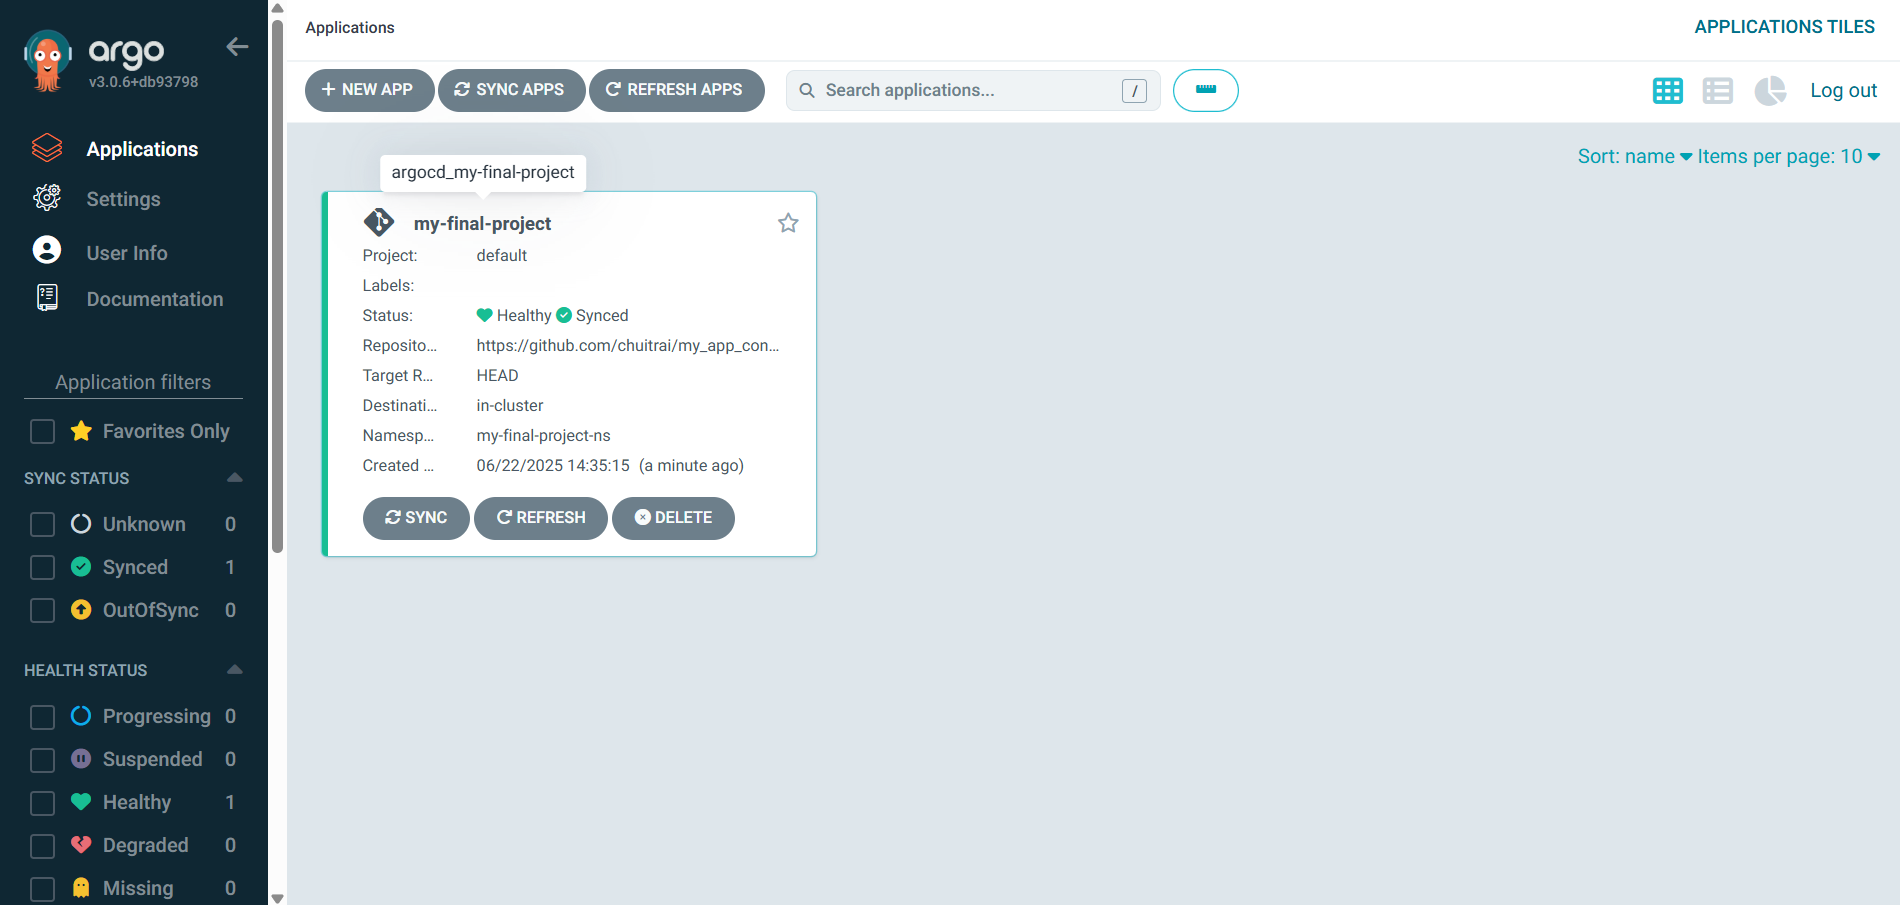 argo
v3.0.6+db93798
Applications
Settings
User Info
Documentation
Application filters
Favorites Only
SYNC STATUS
Unknown 0
Synced 1
OutOfSync 0
HEALTH STATUS
Progressing 0
Suspended 0
Healthy 1
Degraded 0
Missing 0
Applications
APPLICATIONS TILES
NEW APP SYNC APPS REFRESH APPS Search applications... / Log out
Sort: name Items per page: 10
argocd_my-final-project
my-final-project
Project: default
Labels:
Status: Healthy Synced
Reposito... https://github.com/chuitrai/my_app_con...
Target R... HEAD
Destinati... in-cluster
Namesp... my-final-project-ns
Created ... 06/22/2025 14:35:15 (a minute ago)
SYNC REFRESH DELETE